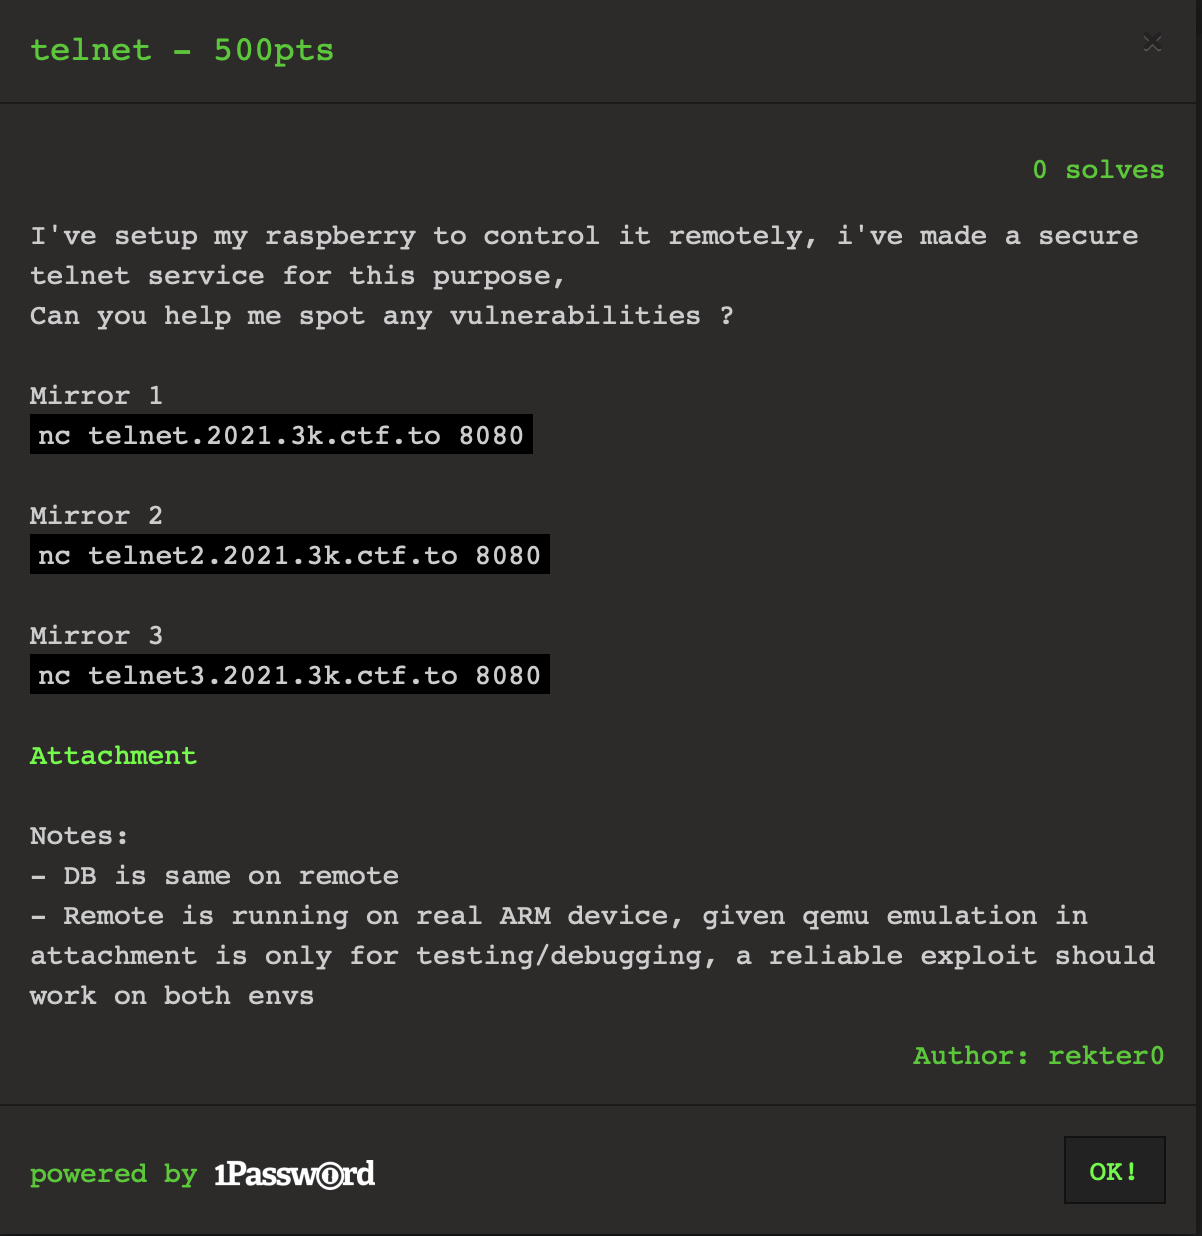 telnet - 500pts
×
0 solves
I've setup my raspberry to control it remotely, i've made a secure
telnet service for this purpose,
Can you help me spot any vulnerabilities ?
Mirror 1
nc telnet.2021.3k.ctf.to 8080
Mirror 2
nc telnet2.2021.3k.ctf.to 8080
Mirror 3
nc telnet3.2021.3k.ctf.to 8080
Attachment
Notes:
- DB is same on remote
- Remote is running on real ARM device, given qemu emulation in
attachment is only for testing/debugging, a reliable exploit should
work on both envs
Author: rekter0
powered by 1Password
OK!